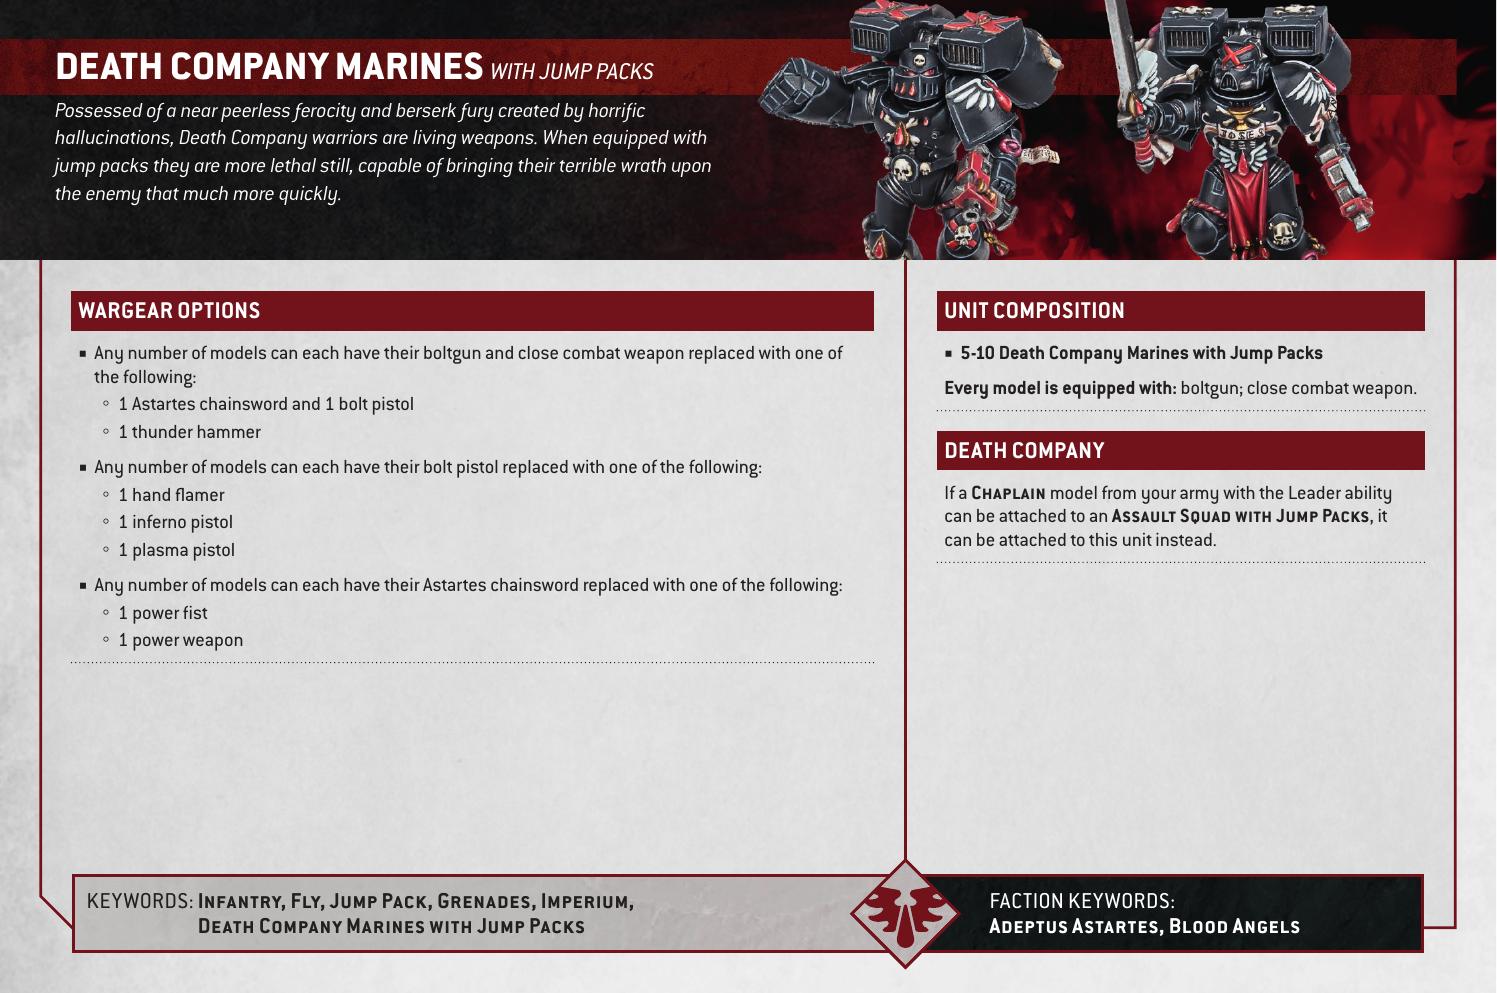 DEATH COMPANY MARINES WITH JUMP PACKS
Possessed of a near peerless ferocity and berserk fury created by horrific
hallucinations, Death Company warriors are living weapons. When equipped with
jump packs they are more lethal still, capable of bringing their terrible wrath upon
the enemy that much more quickly.
JOSES
WARGEAR OPTIONS
▪ Any number of models can each have their boltgun and close combat weapon replaced with one of
the following:
◦ 1 Astartes chainsword and 1 bolt pistol
◦ 1 thunder hammer
▪ Any number of models can each have their bolt pistol replaced with one of the following:
◦ 1 hand flamer
◦ 1 inferno pistol
◦ 1 plasma pistol
▪ Any number of models can each have their Astartes chainsword replaced with one of the following:
◦ 1 power fist
◦ 1 power weapon
UNIT COMPOSITION
▪ 5-10 Death Company Marines with Jump Packs
Every model is equipped with: boltgun; close combat weapon.
DEATH COMPANY
If a CHAPLAIN model from your army with the Leader ability
can be attached to an ASSAULT SQUAD WITH JUMP PACKS, it
can be attached to this unit instead.
KEYWORDS: INFANTRY, FLY, JUMP PACK, GRENADES, IMPERIUM,
DEATH COMPANY MARINES WITH JUMP PACKS
FACTION KEYWORDS:
ADEPTUS ASTARTES, BLOOD ANGELS